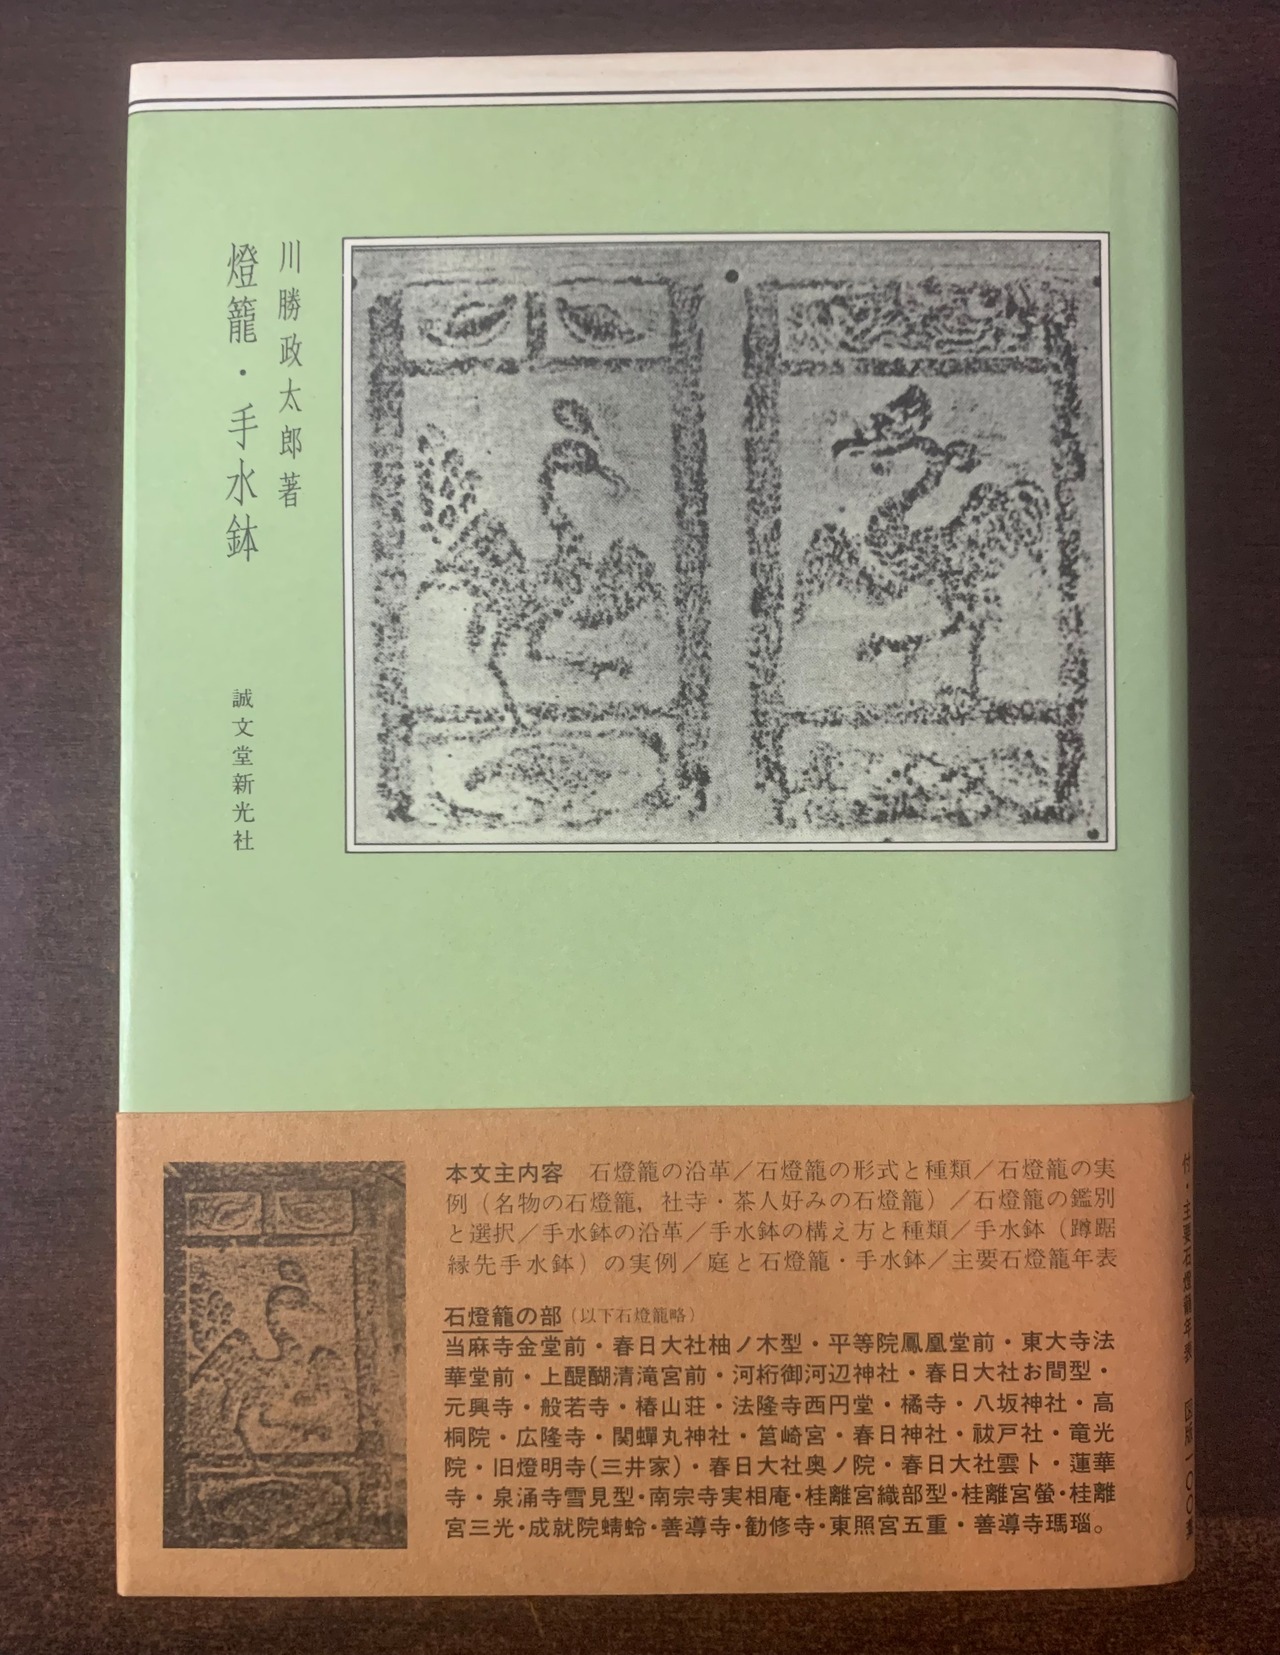 川勝政太郎著
燈籠・手水鉢
誠文堂新光社
本文主内容　石燈籠の沿革／石燈籠の形式と種類／石燈籠の実
例（名物の石燈籠，社寺・茶人好みの石燈籠）／石燈籠の鑑別
と選択／手水鉢の沿革／手水鉢の構え方と種類／手水鉢（蹲踞
縁先手水鉢）の実例／庭と石燈籠・手水鉢／主要石燈籠年表
石燈籠の部（以下石燈籠略）
当麻寺金堂前・春日大社柚ノ木型・平等院鳳凰堂前・東大寺法
華堂前・上醍醐清滝宮前・河桁御河辺神社・春日大社お間型・
元興寺・般若寺・椿山荘・法隆寺西円堂・橘寺・八坂神社・高
桐院・広隆寺・関蟬丸神社・筥崎宮・春日神社・祓戸社・竜光
院・旧燈明寺(三井家)・春日大社奥ノ院・春日大社雲ト・蓮華
寺・泉涌寺雪見型・南宗寺実相庵・桂離宮織部型・桂離宮螢・桂離
宮三光・成就院蜻蛉・善導寺・勧修寺・東照宮五重・善導寺瑪瑙。
付・主要石燈籠年表　図版一〇〇